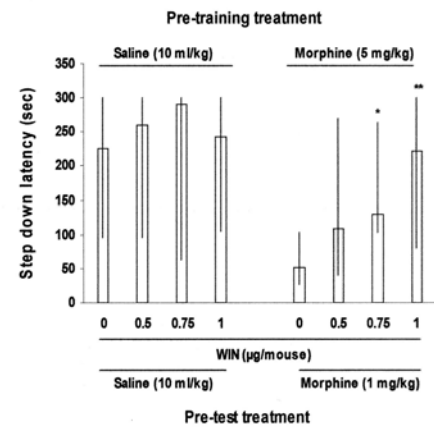 Pre-training treatment
Saline (10 ml/kg) Morphine (5 mg/kg)
Step down latency (sec)
350
300
250
200
150
100
50
0
* **
0 0.5 0.75 1 0 0.5 0.75 1
WIN (µg/mouse)
Saline (10 ml/kg) Morphine (1 mg/kg)
Pre-test treatment